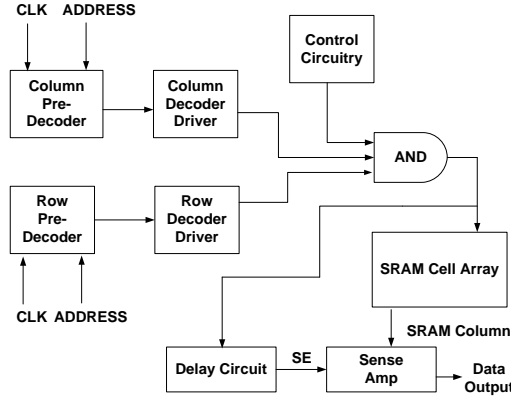 CLK ADDRESS
Column
Pre-
Decoder
Column
Decoder
Driver
Control
Circuitry
AND
Row
Pre-
Decoder
Row
Decoder
Driver
CLK ADDRESS
SRAM Cell Array
SRAM Column
Delay Circuit
SE
Sense
Amp
Data
Output